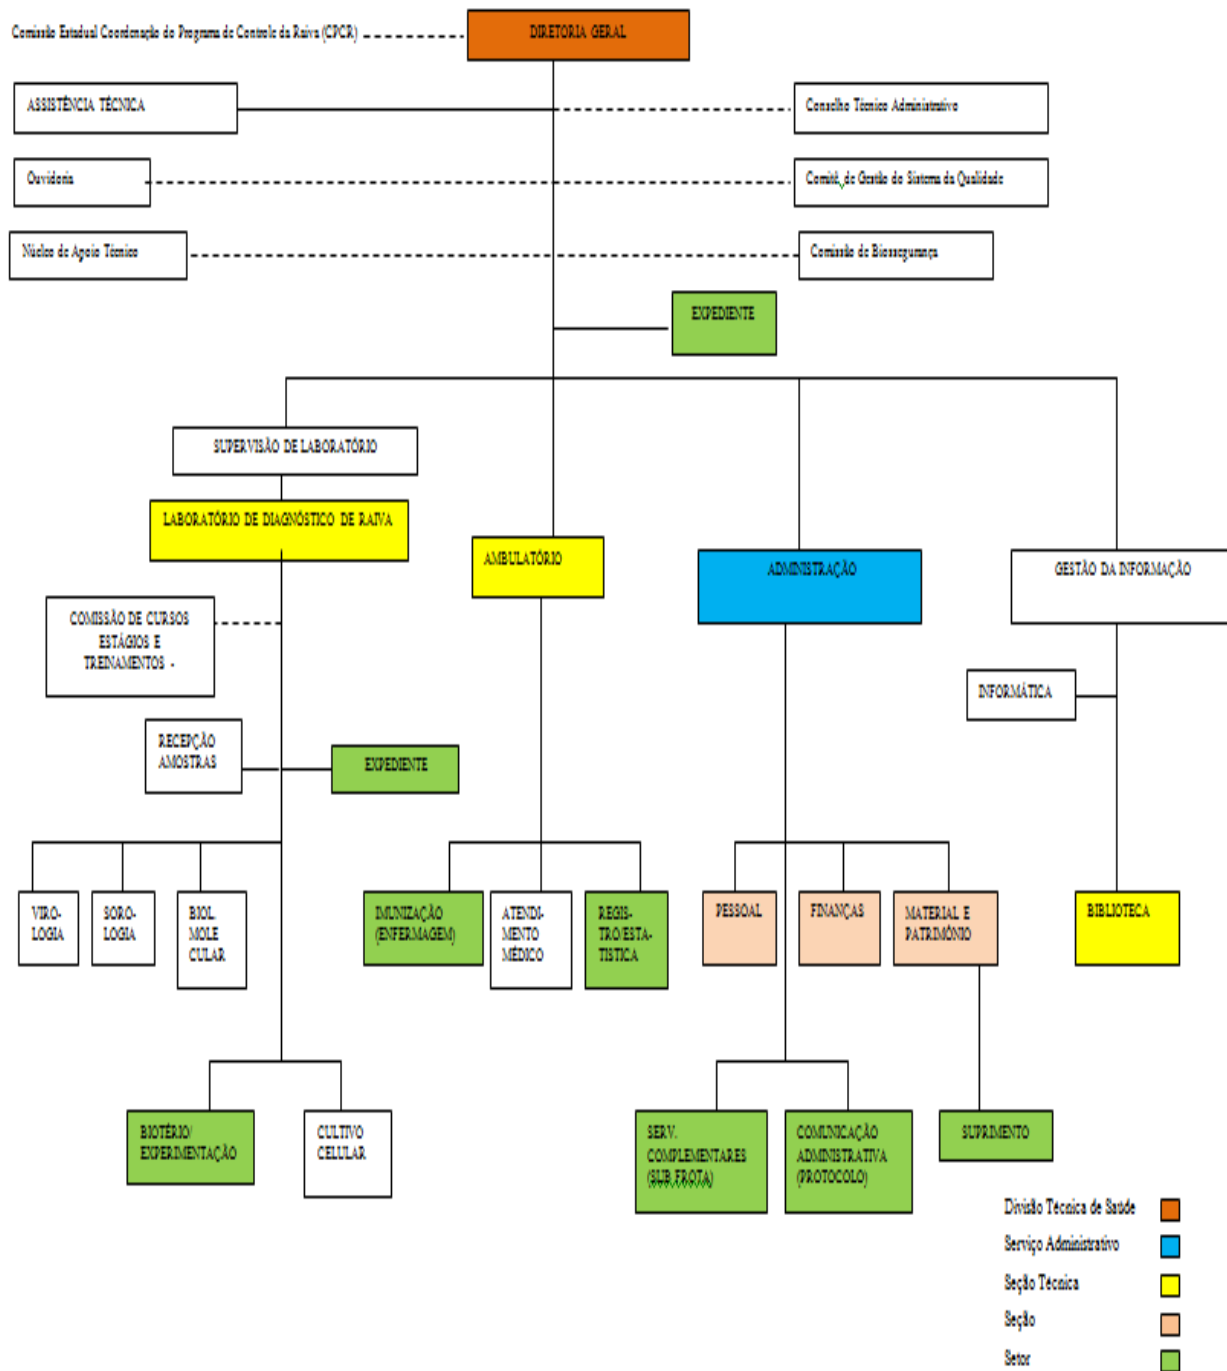 Comissão Estadual Coordenação do Programa de Controle da Raiva (CPCR)
DIRETORIA GERAL
ASSISTÊNCIA TÉCNICA
Conselho Técnico Administrativo
Ouvidoria
Comitê de Gestão do Sistema da Qualidade
Núcleo de Apoio Técnico
Comissão de Biossegurança
EXPEDIENTE
SUPERVISÃO DE LABORATÓRIO
LABORATÓRIO DE DIAGNÓSTICO DE RAIVA
AMBULATÓRIO
ADMINISTRAÇÃO
GESTÃO DA INFORMAÇÃO
COMISSÃO DE CURSOS
ESTÁGIOS E
TREINAMENTOS -
INFORMÁTICA
RECEPÇÃO
AMOSTRAS
EXPEDIENTE
VIRO-
LOGIA
SORO-
LOGIA
BIOL.
MOLE
CULAR
IMUNIZAÇÃO
(ENFERMAGEM)
ATENDI-
MENTO
MÉDICO
REGIS-
TRO/ESTA-
TISTICA
PESSOAL
FINANÇAS
MATERIAL E
PATRIMÔNIO
BIBLIOTECA
BIOTÉRIO/
EXPERIMENTAÇÃO
CULTIVO
CELULAR
SERV.
COMPLEMENTARES
(SUB FROTA)
COMUNICAÇÃO
ADMINISTRATIVA
(PROTOCOLO)
SUPRIMENTO
Divisão Técnica de Saúde
Serviço Administrativo
Seção Técnica
Seção
Setor